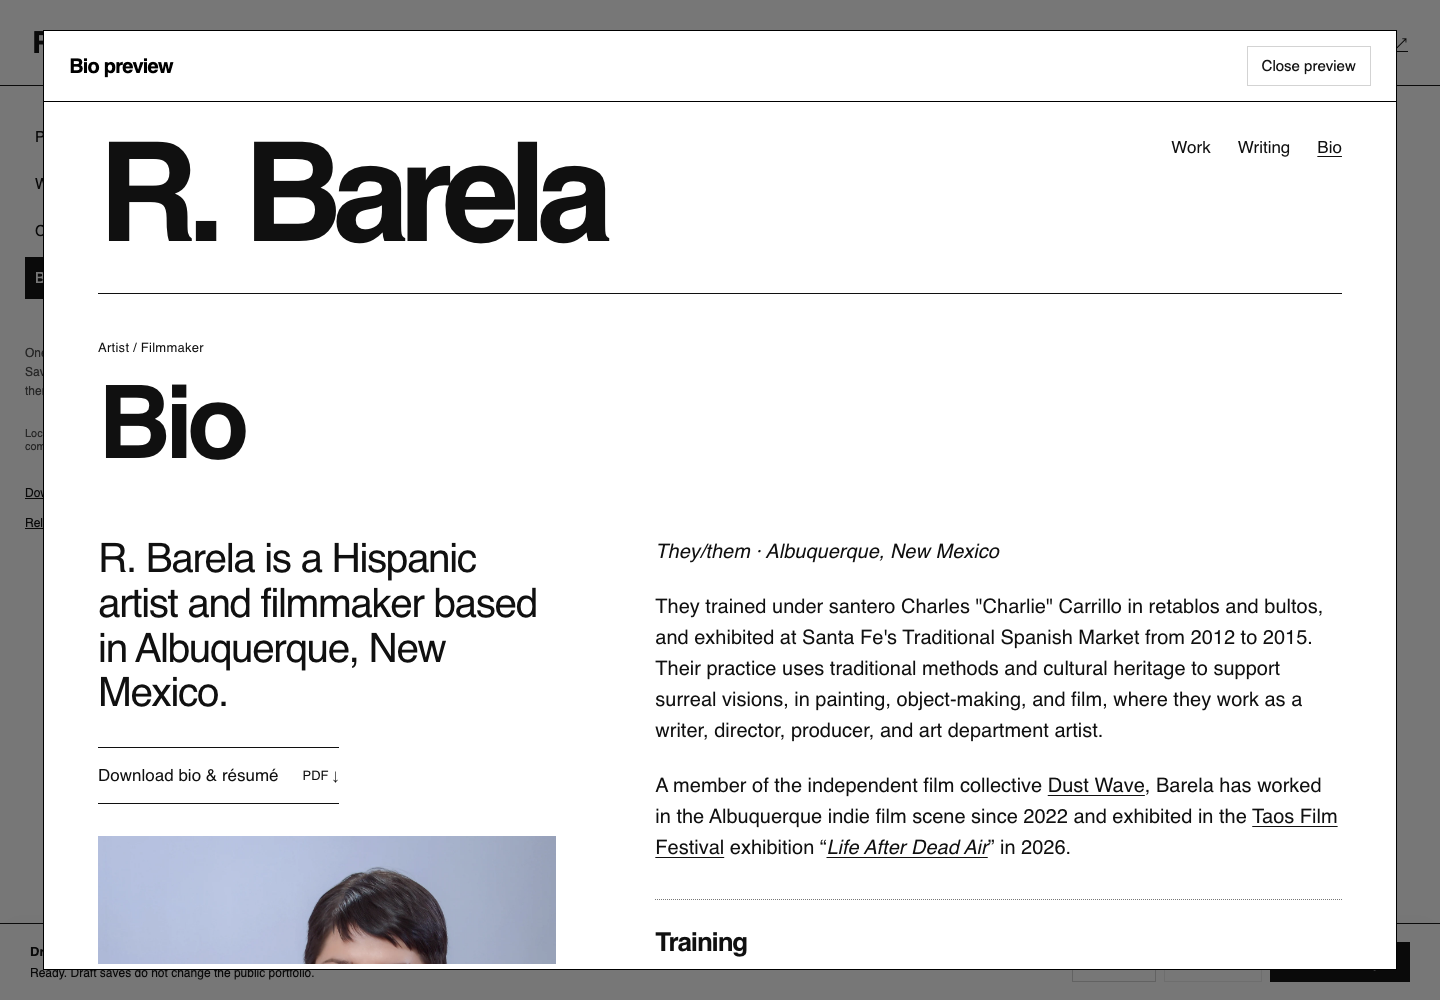 Bio preview
Close preview
R. Barela
Work
Writing
Bio
Artist / Filmmaker
Bio
R. Barela is a Hispanic
artist and filmmaker based
in Albuquerque, New
Mexico.
Download bio & résumé
PDF ↓
They/them · Albuquerque, New Mexico
They trained under santero Charles "Charlie" Carrillo in retablos and bultos,
and exhibited at Santa Fe's Traditional Spanish Market from 2012 to 2015.
Their practice uses traditional methods and cultural heritage to support
surreal visions, in painting, object-making, and film, where they work as a
writer, director, producer, and art department artist.
A member of the independent film collective Dust Wave, Barela has worked
in the Albuquerque indie film scene since 2022 and exhibited in the Taos Film
Festival exhibition “Life After Dead Air” in 2026.
Training
Ready. Draft saves do not change the public portfolio.